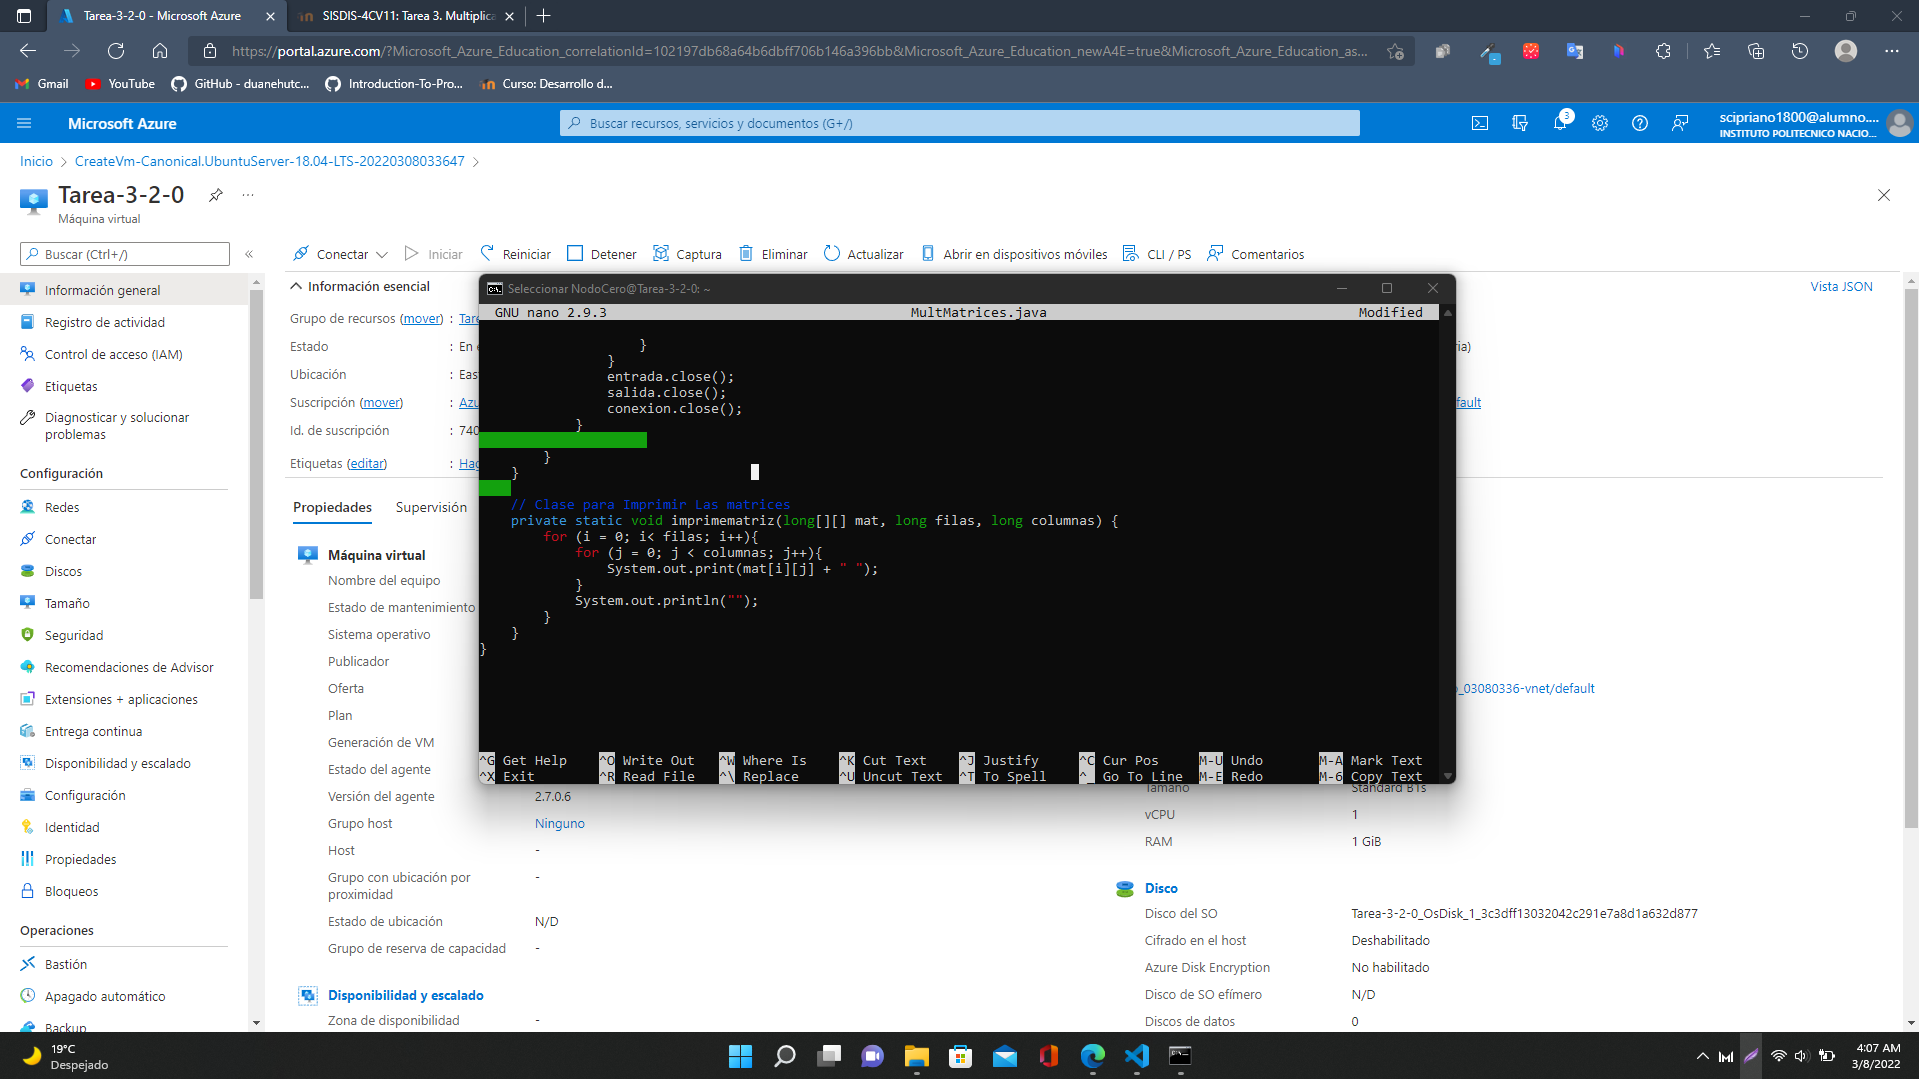 Tarea-3-2-0 - Microsoft Azure
SISDIS-4CV11: Tarea 3. Multiplica
https://portal.azure.com/?Microsoft_Azure_Education_correlationId=102197db68a64b6dbff706b146a396bb&Microsoft_Azure_Education_newA4E=true&Microsoft_Azure_Education_as...
Gmail
YouTube
GitHub - duanehutc...
Introduction-To-Pro...
Curso: Desarrollo d...
Microsoft Azure
Buscar recursos, servicios y documentos (G+/)
3
scipriano1800@alumno....
INSTITUTO POLITECNICO NACIO...
Inicio > CreateVm-Canonical.UbuntuServer-18.04-LTS-20220308033647 >
Tarea-3-2-0
...
Máquina virtual
Buscar (Ctrl+/)
«
Conectar
Iniciar
Reiniciar
Detener
Captura
Eliminar
Actualizar
Abrir en dispositivos móviles
CLI / PS
Comentarios
Información general
Registro de actividad
Control de acceso (IAM)
Etiquetas
Diagnosticar y solucionar
problemas
Configuración
Redes
Conectar
Discos
Tamaño
Seguridad
Recomendaciones de Advisor
Extensiones + aplicaciones
Entrega continua
Disponibilidad y escalado
Configuración
Identidad
Propiedades
Bloqueos
Operaciones
Bastión
Apagado automático
Backup
Información esencial
Vista JSON
Grupo de recursos (mover) : Tare
Estado : En e
Ubicación : Eas
Suscripción (mover) : Azu
Id. de suscripción : 740
Etiquetas (editar) : Hag
ia)
fault
Propiedades
Supervisión
Máquina virtual
Nombre del equipo
Estado de mantenimiento
Sistema operativo
Publicador
Oferta
Plan
Generación de VM
Estado del agente
Versión del agente 2.7.0.6
Grupo host Ninguno
Host -
Grupo con ubicación por
proximidad -
Estado de ubicación N/D
Grupo de reserva de capacidad -
Disponibilidad y escalado
Zona de disponibilidad -
_03080336-vnet/default
Tamaño Standard B1s
vCPU 1
RAM 1 GiB
Disco
Disco del SO Tarea-3-2-0_OsDisk_1_3c3dff13032042c291e7a8d1a632d877
Cifrado en el host Deshabilitado
Azure Disk Encryption No habilitado
Disco de SO efímero N/D
Discos de datos 0
Seleccionar NodoCero@Tarea-3-2-0: ~
GNU nano 2.9.3 MultMatrices.java Modified
}
}
entrada.close();
salida.close();
conexion.close();
}
}
}
// Clase para Imprimir Las matrices
private static void imprimematriz(long[][] mat, long filas, long columnas) {
for (i = 0; i< filas; i++){
for (j = 0; j < columnas; j++){
System.out.print(mat[i][j] + " ");
}
System.out.println("");
}
}
}
^G Get Help ^O Write Out ^W Where Is ^K Cut Text ^J Justify ^C Cur Pos M-U Undo M-A Mark Text
^X Exit ^R Read File ^\ Replace ^U Uncut Text ^T To Spell ^_ Go To Line M-E Redo M-6 Copy Text
19°C
Despejado
4:07 AM
3/8/2022